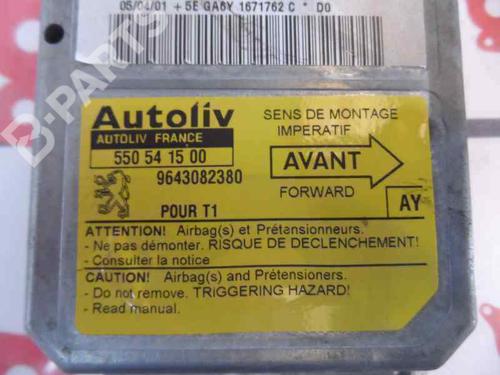 05/04/01 + 5E GA6Y 1671762 C * D0
B-PARTS
Autoliv
AUTOLIV FRANCE
550 54 15 00
9643082380
POUR T1
SENS DE MONTAGE
IMPERATIF
AVANT
FORWARD
AY
ATTENTION! Airbag(s) et Prétensionneurs.
- Ne pas démonter. RISQUE DE DECLENCHEMENT!
- Consulter la notice
CAUTION! Airbag(s) and Prétensioners.
- Do not remove. TRIGGERING HAZARD!
- Read manual.